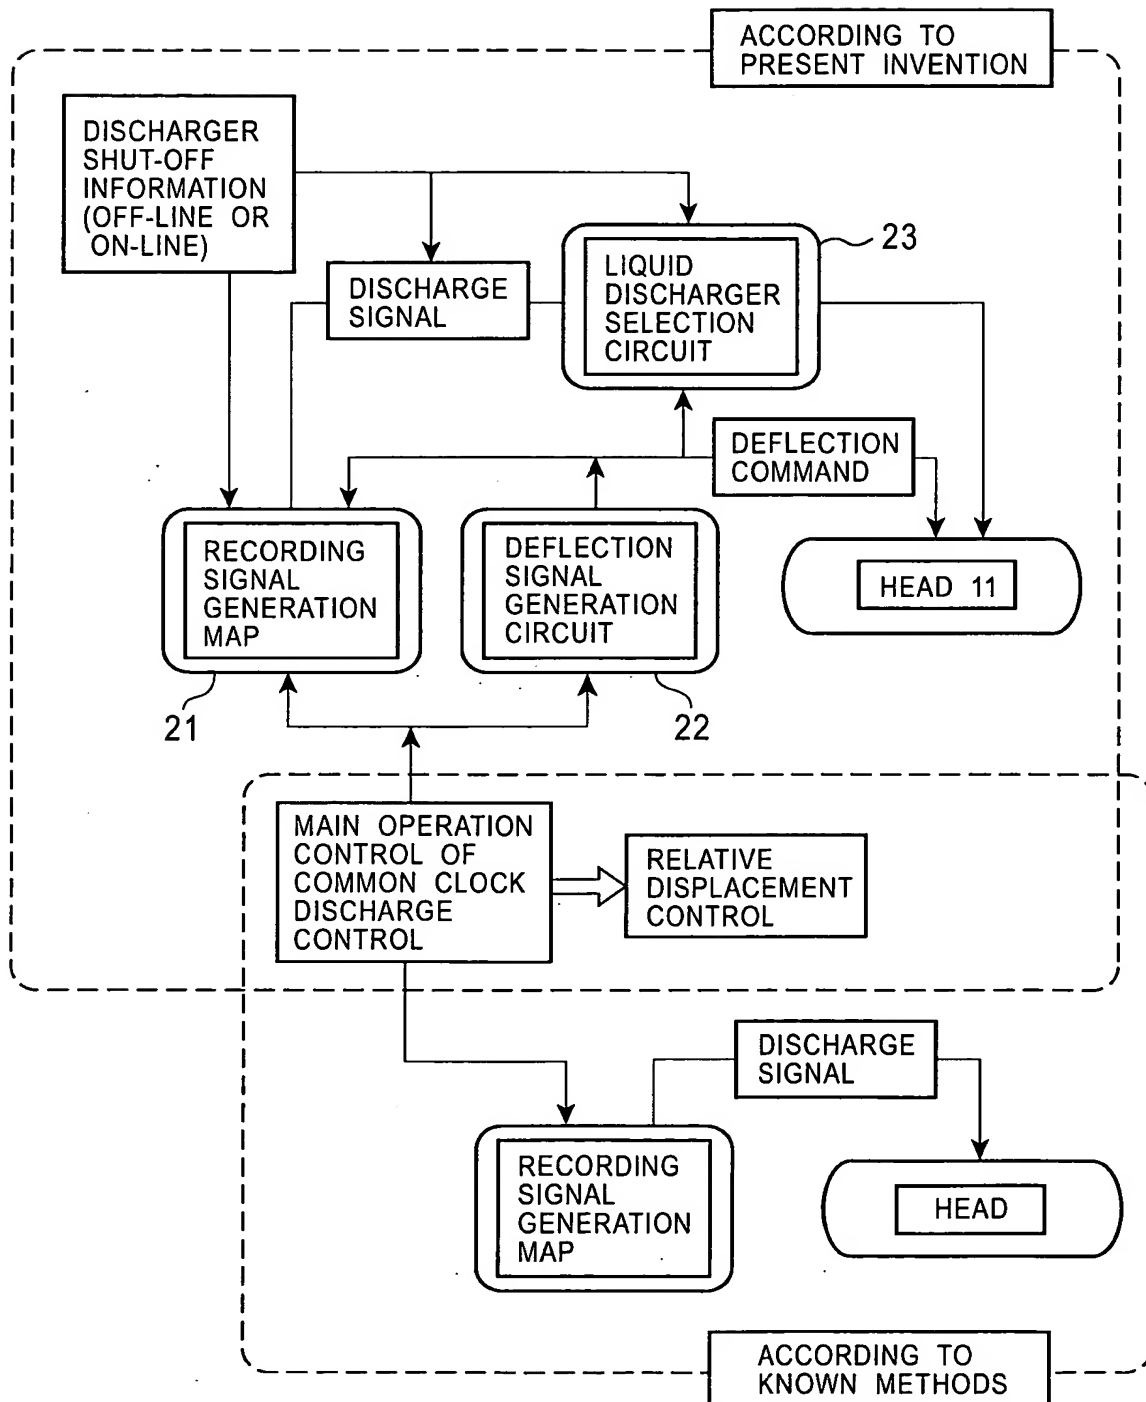 ACCORDING TO
PRESENT INVENTION
DISCHARGER
SHUT-OFF
INFORMATION
(OFF-LINE OR
ON-LINE)
23
DISCHARGE
SIGNAL
LIQUID
DISCHARGER
SELECTION
CIRCUIT
DEFLECTION
COMMAND
RECORDING
SIGNAL
GENERATION
MAP
DEFLECTION
SIGNAL
GENERATION
CIRCUIT
HEAD 11
21
22
MAIN OPERATION
CONTROL OF
COMMON CLOCK
DISCHARGE
CONTROL
RELATIVE
DISPLACEMENT
CONTROL
DISCHARGE
SIGNAL
RECORDING
SIGNAL
GENERATION
MAP
HEAD
ACCORDING TO
KNOWN METHODS